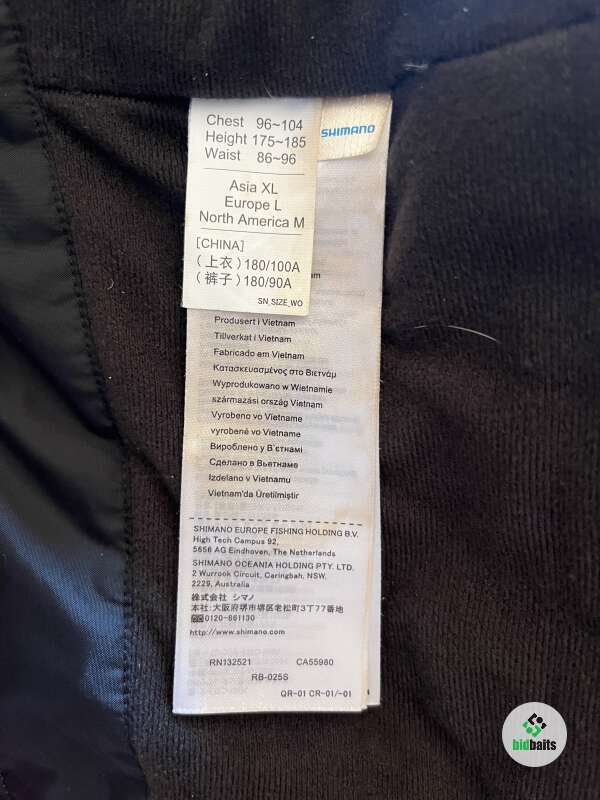 Chest 96~104
Height 175~185
Waist 86~96
SHIMANO
Asia XL
Europe L
North America M
[CHINA]
(上衣)180/100A
(裤子)180/90A
SN_SIZE_WO
Produsert i Vietnam
Tillverkat i Vietnam
Fabricado em Vietnam
Κατασκευασμένος στο Βιετνάμ
Wyprodukowano w Wietnamie
származási ország Vietnam
Vyrobeno vo Vietname
vyrobené vo Vietname
Вироблено у В'єтнамі
Сделано в Вьетнаме
Izdelano v Vietnamu
Vietnam'da Üretilmiştir
SHIMANO EUROPE FISHING HOLDING B.V.
High Tech Campus 92,
5656 AG Eindhoven, The Netherlands
SHIMANO OCEANIA HOLDING PTY. LTD.
2 Wurrook Circuit, Caringbah, NSW,
2229, Australia
株式会社 シマノ
本社:大阪府堺市堺区老松町3丁77番地
0120-861130
http://www.shimano.com
RN132521 CA55980
RB-025S
QR-01 CR-01/-01
bidbaits